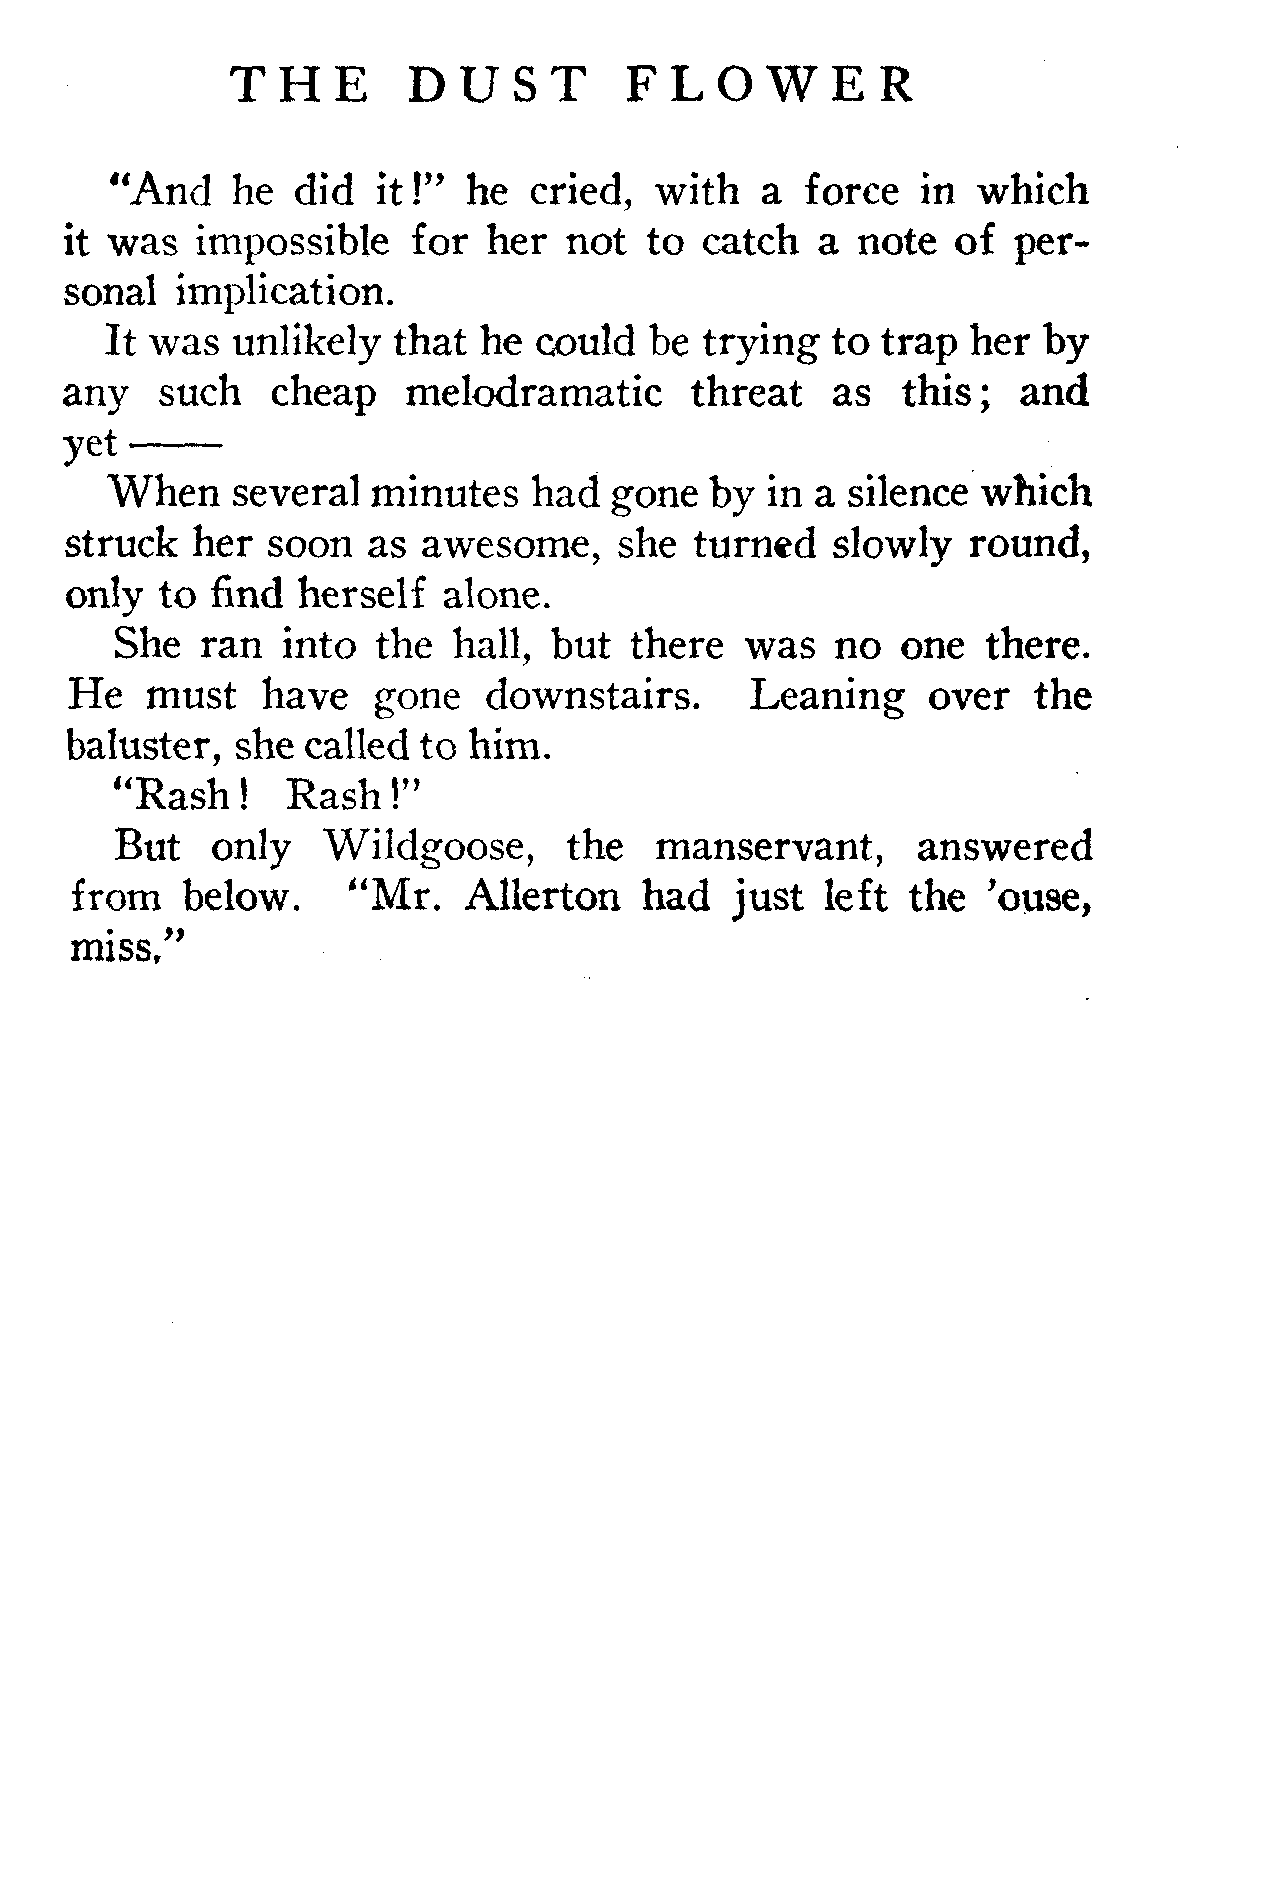 THE DUST FLOWER
“And he did it!” he cried, with a force in which
it was impossible for her not to catch a note of per-
sonal implication.
It was unlikely that he could be trying to trap her by
any such cheap melodramatic threat as this; and
yet ——
When several minutes had gone by in a silence which
struck her soon as awesome, she turned slowly round,
only to find herself alone.
She ran into the hall, but there was no one there.
He must have gone downstairs. Leaning over the
baluster, she called to him.
“Rash! Rash!”
But only Wildgoose, the manservant, answered
from below. “Mr. Allerton had just left the ’ouse,
miss.”